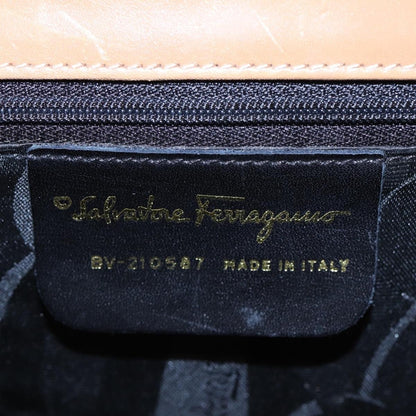 © Salvatore Ferragamo
BV-210587 MADE IN ITALY